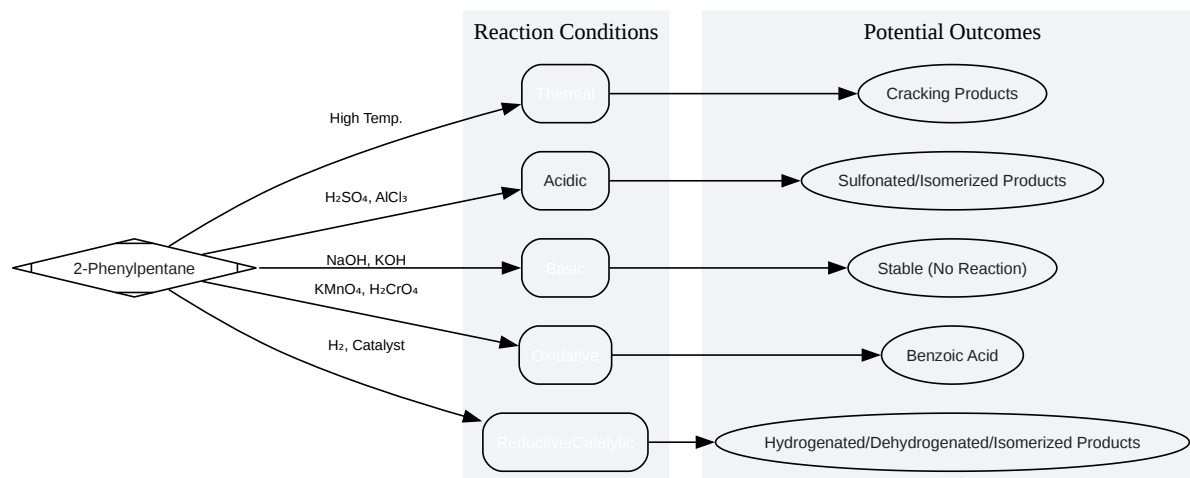 Reaction Conditions
Potential Outcomes
Thermal
Cracking Products
High Temp.
Acidic
Sulfonated/Isomerized Products
H₂SO₄, AlCl₃
2-Phenylpentane
NaOH, KOH
Basic
Stable (No Reaction)
KMnO₄, H₂CrO₄
Oxidative
Benzoic Acid
H₂, Catalyst
Reductive/Catalytic
Hydrogenated/Dehydrogenated/Isomerized Products